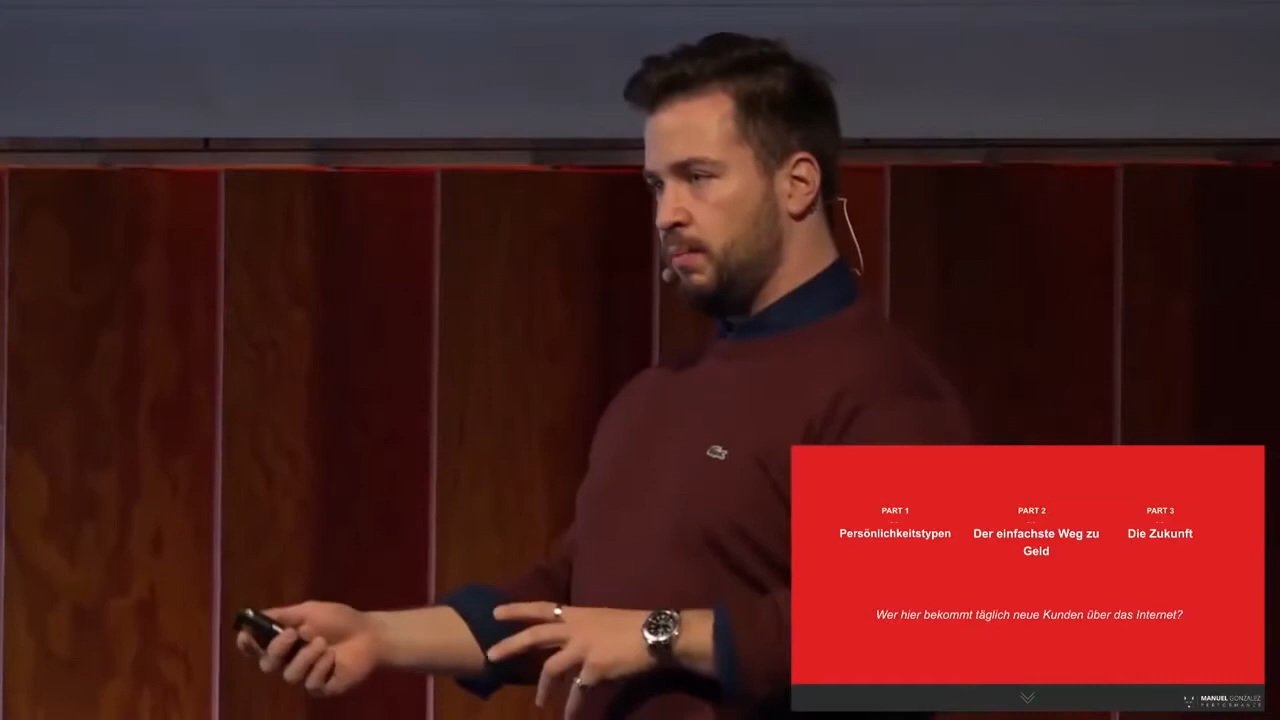 PART 1
PART 2
PART 3
Persönlichkeitstypen
Der einfachste Weg zu
Geld
Die Zukunft
Wer hier bekommt täglich neue Kunden über das Internet?
MANUEL GONZALEZ
PERFORMANCE